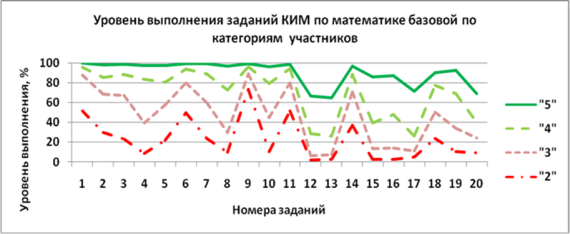 Уровень выполнения заданий КИМ по математике базовой по
категориям участников
Уровень выполнения, %
100
80
60
40
20
0
1 2 3 4 5 6 7 8 9 10 11 12 13 14 15 16 17 18 19 20
Номера заданий
"5"
"4"
"3"
"2"